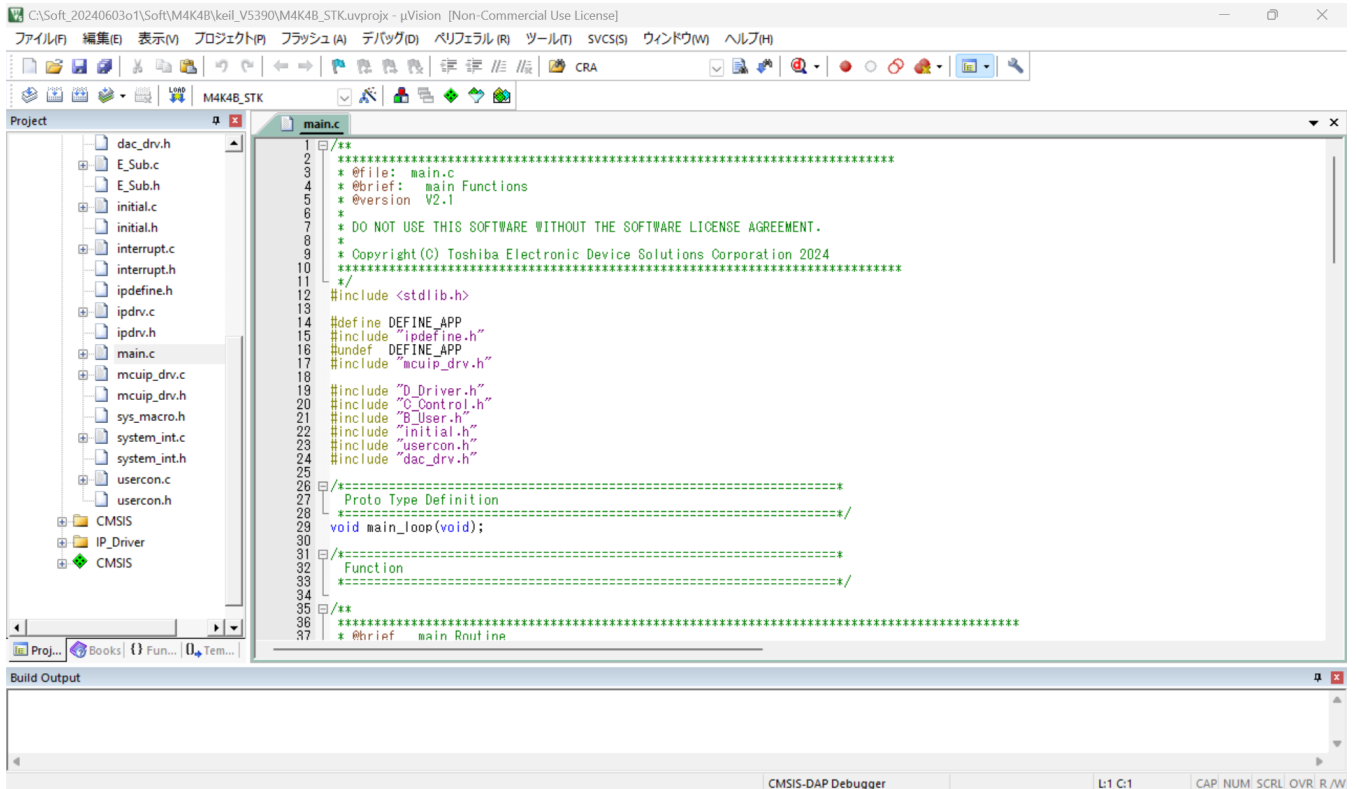 C:\Soft_20240603o1\Soft\M4K4B\keil_V5390\M4K4B_STK.uvprojx - µVision [Non-Commercial Use License]
ファイル(F) 編集(E) 表示(V) プロジェクト(P) フラッシュ (A) デバッグ(D) ペリフェラル (R) ツール(T) SVCS(S) ウィンドウ(W) ヘルプ(H)
CRA
LOAD M4K4B_STK
Project
dac_drv.h
E_Sub.c
E_Sub.h
initial.c
initial.h
interrupt.c
interrupt.h
ipdefine.h
ipdrv.c
ipdrv.h
main.c
mcuip_drv.c
mcuip_drv.h
sys_macro.h
system_int.c
system_int.h
usercon.c
usercon.h
CMSIS
IP_Driver
CMSIS
Proj... Books {} Fun... Tem...
main.c
1 /**
2 ****************************************************************************
3 * @file: main.c
4 * @brief: main Functions
5 * @version V2.1
6 *
7 * DO NOT USE THIS SOFTWARE WITHOUT THE SOFTWARE LICENSE AGREEMENT.
8 *
9 * Copyright(C) Toshiba Electronic Device Solutions Corporation 2024
10 *****************************************************************************
11 */
12 #include <stdlib.h>
13
14 #define DEFINE_APP
15 #include "ipdefine.h"
16 #undef DEFINE_APP
17 #include "mcuip_drv.h"
18
19 #include "D_Driver.h"
20 #include "C_Control.h"
21 #include "B_User.h"
22 #include "initial.h"
23 #include "usercon.h"
24 #include "dac_drv.h"
25
26 /*===================================================================*
27 Proto Type Definition
28 *===================================================================*/
29 void main_loop(void);
30
31 /*===================================================================*
32 Function
33 *===================================================================*/
34
35 /**
36 *********************************************************************************************
37 * @brief main Routine
Build Output
CMSIS-DAP Debugger L:1 C:1 CAP NUM SCRL OVR R/W